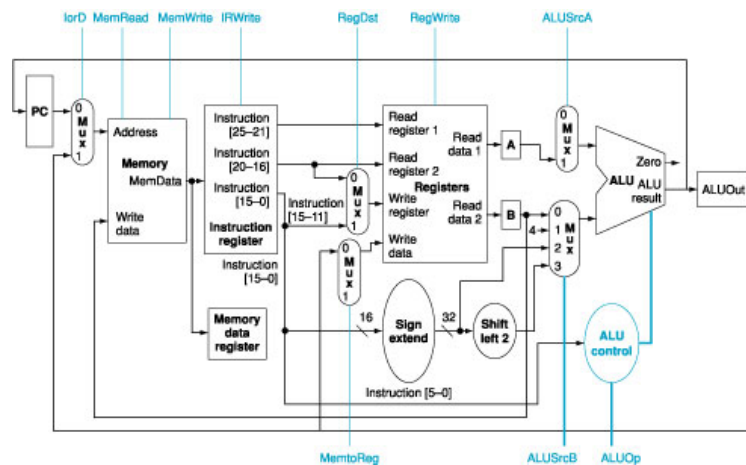 IorD MemRead MemWrite IRWrite RegDst RegWrite ALUSrcA
PC
0
M
u
x
1
Address
Memory
MemData
Write
data
Instruction
[25–21]
Instruction
[20–16]
Instruction
[15–0]
Instruction
register
Instruction
[15–0]
Memory
data
register
Instruction
[15–11]
0
M
u
x
1
0
M
u
x
1
Read
register 1
Read
register 2
Write
register
Write
data
Registers
Read
data 1
Read
data 2
16
Sign
extend
32
Shift
left 2
Instruction [5–0]
A
B
4
0
M
u
x
1
0
1
2
3
M
u
x
Zero
ALU
ALU
result
ALUOut
ALU
control
MemtoReg ALUSrcB ALUOp